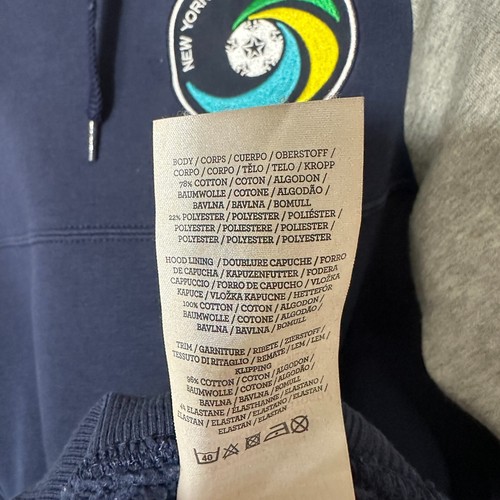 NEW YORK
BODY / CORPS / CUERPO / OBERSTOFF /
CORPO / CORPO / TĚLO / TELO / KROPP
78% COTTON / COTON / ALGODON /
BAUMWOLLE / COTONE / ALGODÃO /
BAVLNA / BAVLNA / BOMULL
22% POLYESTER / POLYESTER / POLIÉSTER /
POLYESTER / POLIESTERE / POLIESTER /
POLYESTER / POLYESTER / POLYESTER
HOOD LINING / DOUBLURE CAPUCHE / FORRO
DE CAPUCHA / KAPUZENFUTTER / FODERA
CAPPUCCIO / FORRO DE CAPUCHO / VLOŽKA
KAPUCE / VLOŽKA KAPUCNE / HETTEFÓR
100% COTTON / COTON / ALGODON /
BAUMWOLLE / COTONE / ALGODÃO /
BAVLNA / BAVLNA / BOMULL
TRIM / GARNITURE / RIBETE / ZIERSTOFF /
TESSUTO DI RITAGLIO / REMATE / LEM / LEM /
KLIPPING
96% COTTON / COTON / ALGODON /
BAUMWOLLE / COTONE / ALGODÃO /
BAVLNA / BAVLNA / BOMULL
4% ELASTANE / ÉLASTHANNE / ELASTANO /
ELASTAN / ELASTAN / ELASTANO / ELASTAN /
ELASTAN / ELASTAN
40